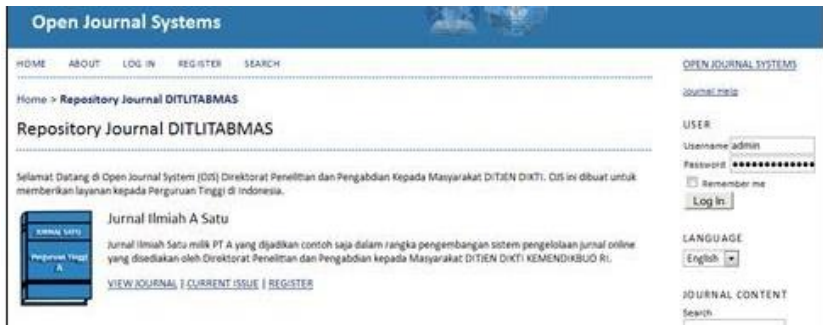 Open Journal Systems
HOME ABOUT LOG IN REGISTER SEARCH
Home > Repository Journal DITLITABMAS
Repository Journal DITLITABMAS
Selamat Datang di Open Journal System (OJS) Direktorat Penelitian dan Pengabdian Kepada Masyarakat DITJEN DIKTI. OJS ini dibuat untuk
memberikan layanan kepada Perguruan Tinggi di Indonesia.
JURNAL SATU
Perguruan Tinggi
A
Jurnal Ilmiah A Satu
Jurnal Ilmiah Satu milik PT A yang dijadikan contoh saja dalam rangka pengembangan sistem pengelolaan jurnal online
yang disediakan oleh Direktorat Penelitian dan Pengabdian kepada Masyarakat DITJEN DIKTI KEMENDIKBUD RI.
VIEW JOURNAL | CURRENT ISSUE | REGISTER
OPEN JOURNAL SYSTEMS
Journal Help
USER
Username admin
Password ●●●●●●●●●●●●●
Remember me
Log In
LANGUAGE
English
JOURNAL CONTENT
Search